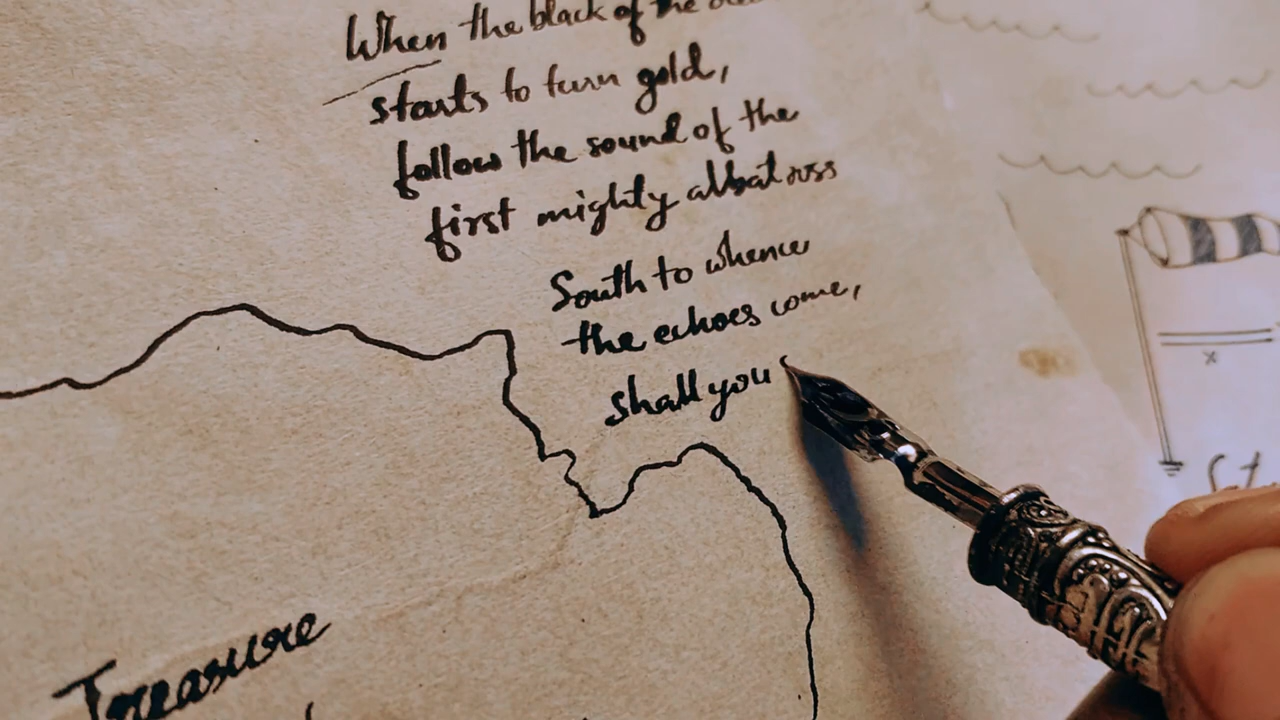 When the black of the
starts to turn gold,
follow the sound of the
first mighty albatross
South to whence
the echoes come,
shall you
x
Treasure